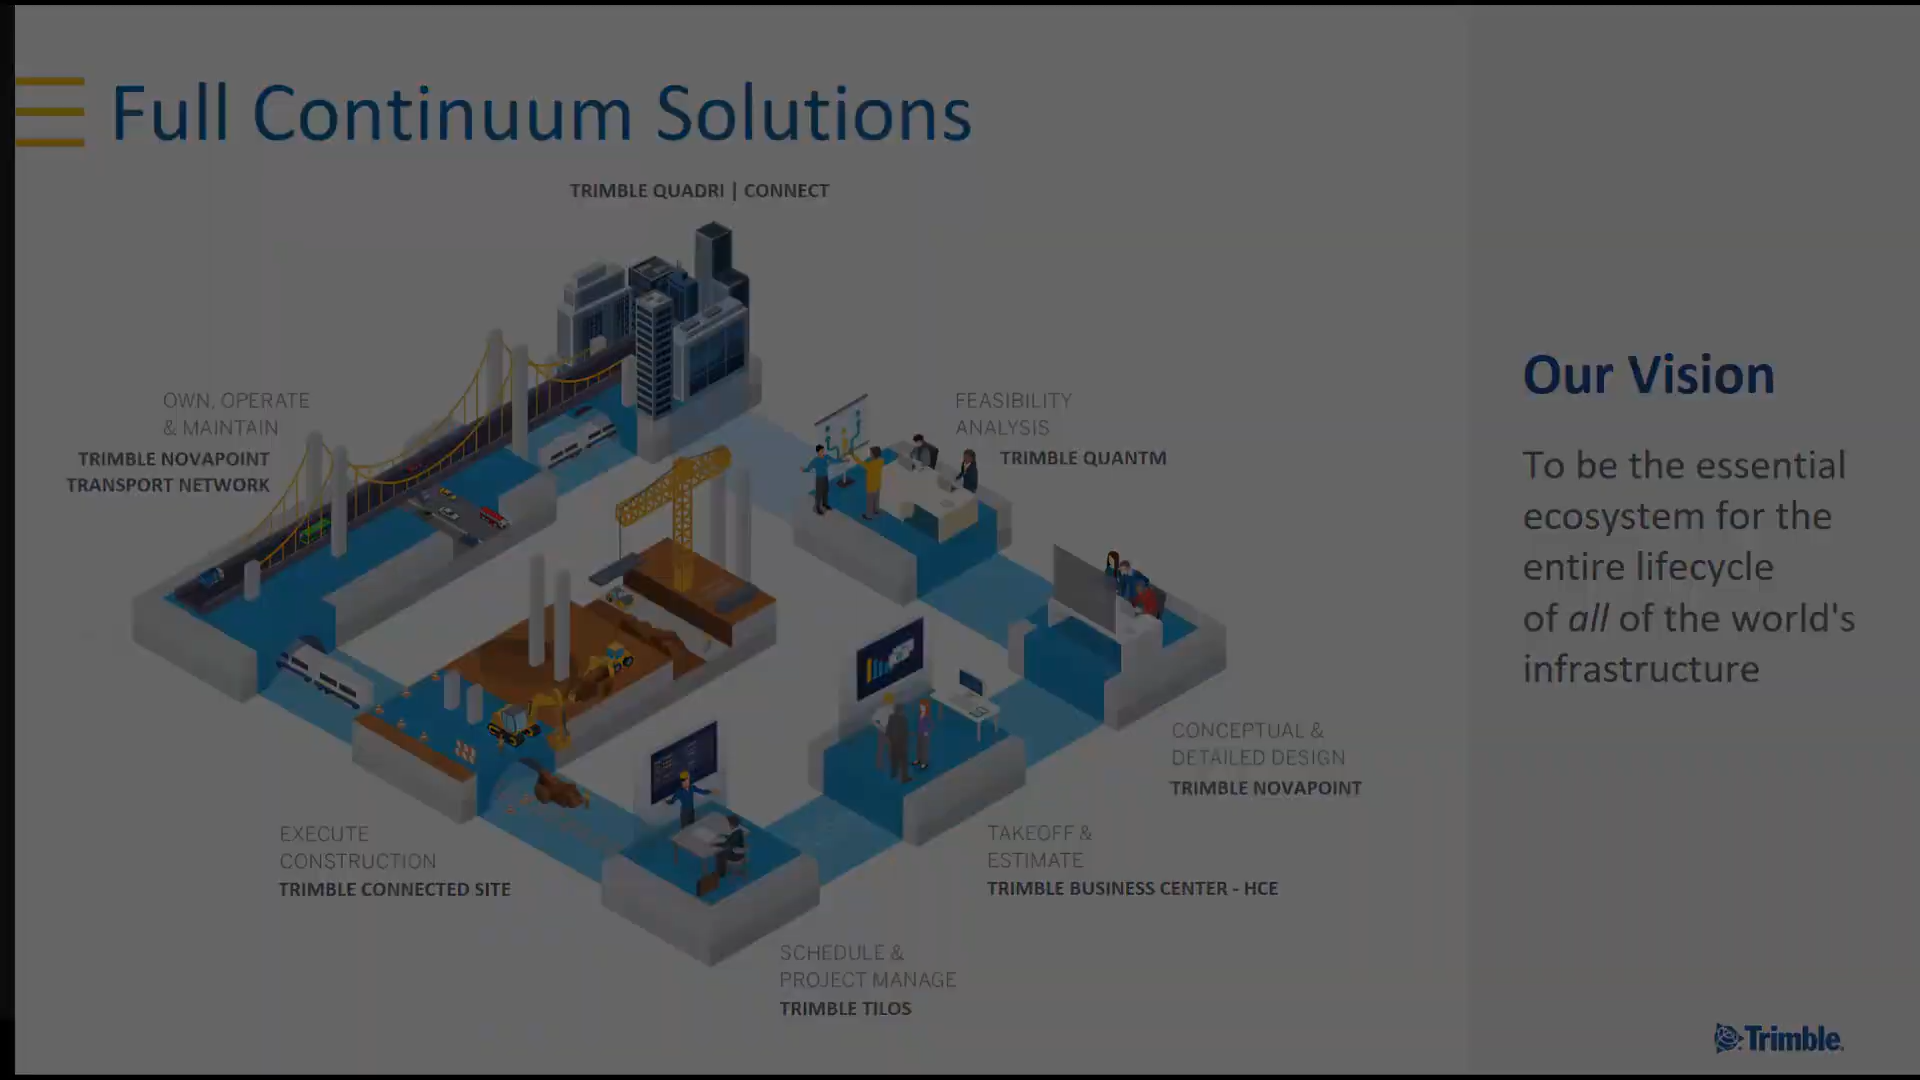 Full Continuum Solutions
TRIMBLE QUADRI | CONNECT
OWN, OPERATE
& MAINTAIN
TRIMBLE NOVAPOINT
TRANSPORT NETWORK
FEASIBILITY
ANALYSIS
TRIMBLE QUANTM
Our Vision
To be the essential
ecosystem for the
entire lifecycle
of all of the world's
infrastructure
CONCEPTUAL &
DETAILED DESIGN
TRIMBLE NOVAPOINT
EXECUTE
CONSTRUCTION
TRIMBLE CONNECTED SITE
TAKEOFF &
ESTIMATE
TRIMBLE BUSINESS CENTER - HCE
SCHEDULE &
PROJECT MANAGE
TRIMBLE TILOS
Trimble.